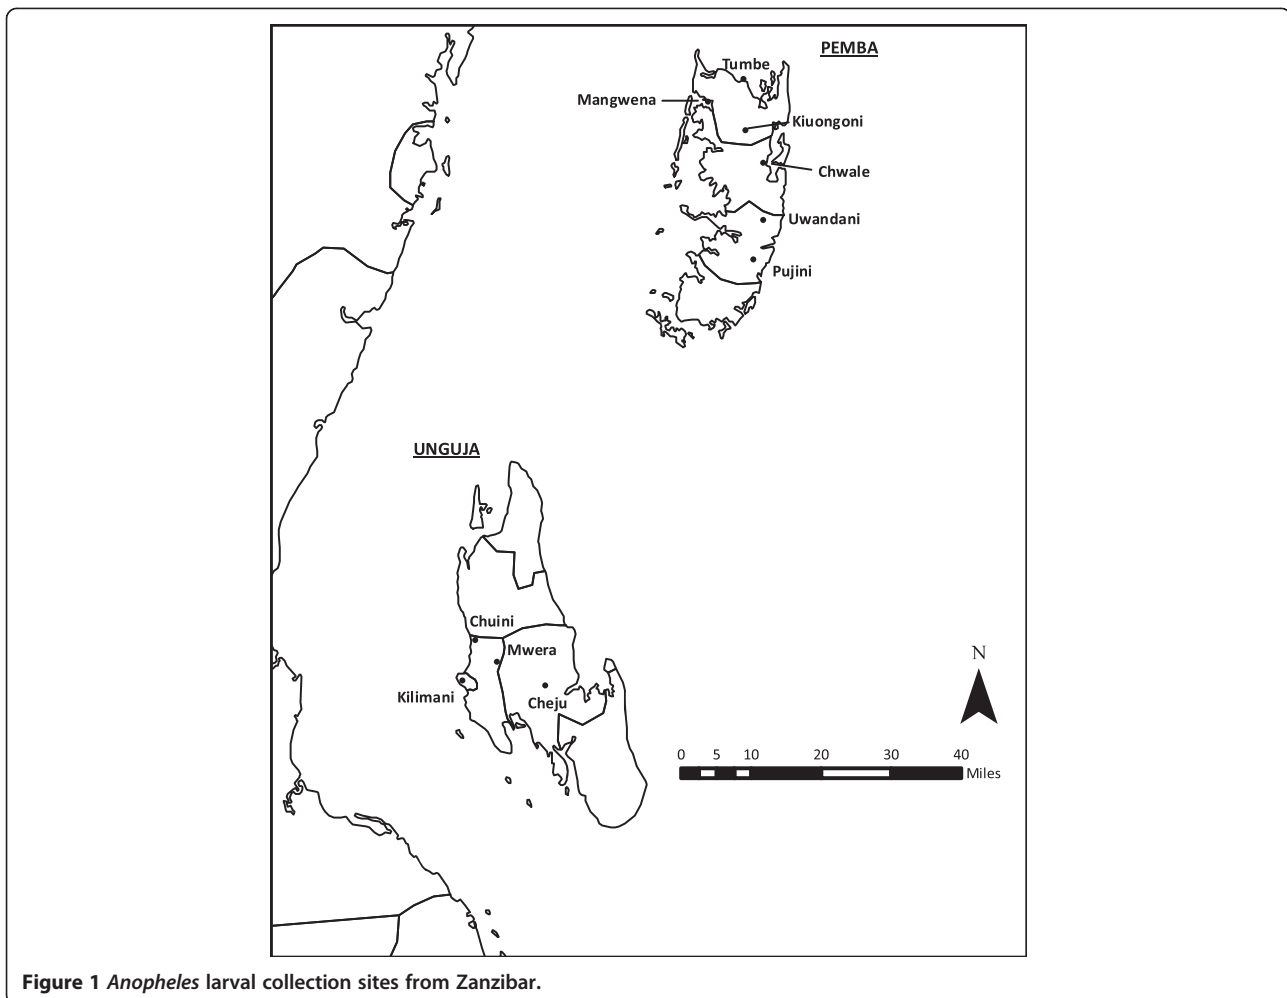 PEMBA
Tumbe
Mangwena
Kiuongoni
Chwale
Uwandani
Pujini
UNGUJA
Chuini
Mwera
Kilimani
Cheju
N
0 5 10 20 30 40
Miles
Figure 1 Anopheles larval collection sites from Zanzibar.